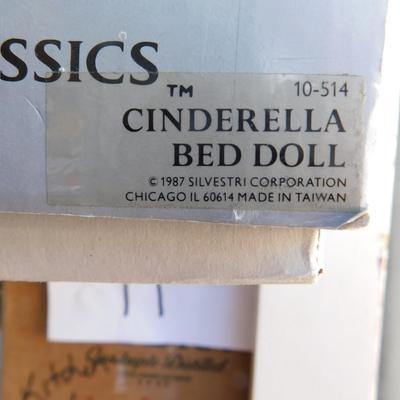 SSICS TM
10-514
CINDERELLA
BED DOLL
© 1987 SILVESTRI CORPORATION
CHICAGO IL 60614 MADE IN TAIWAN
11